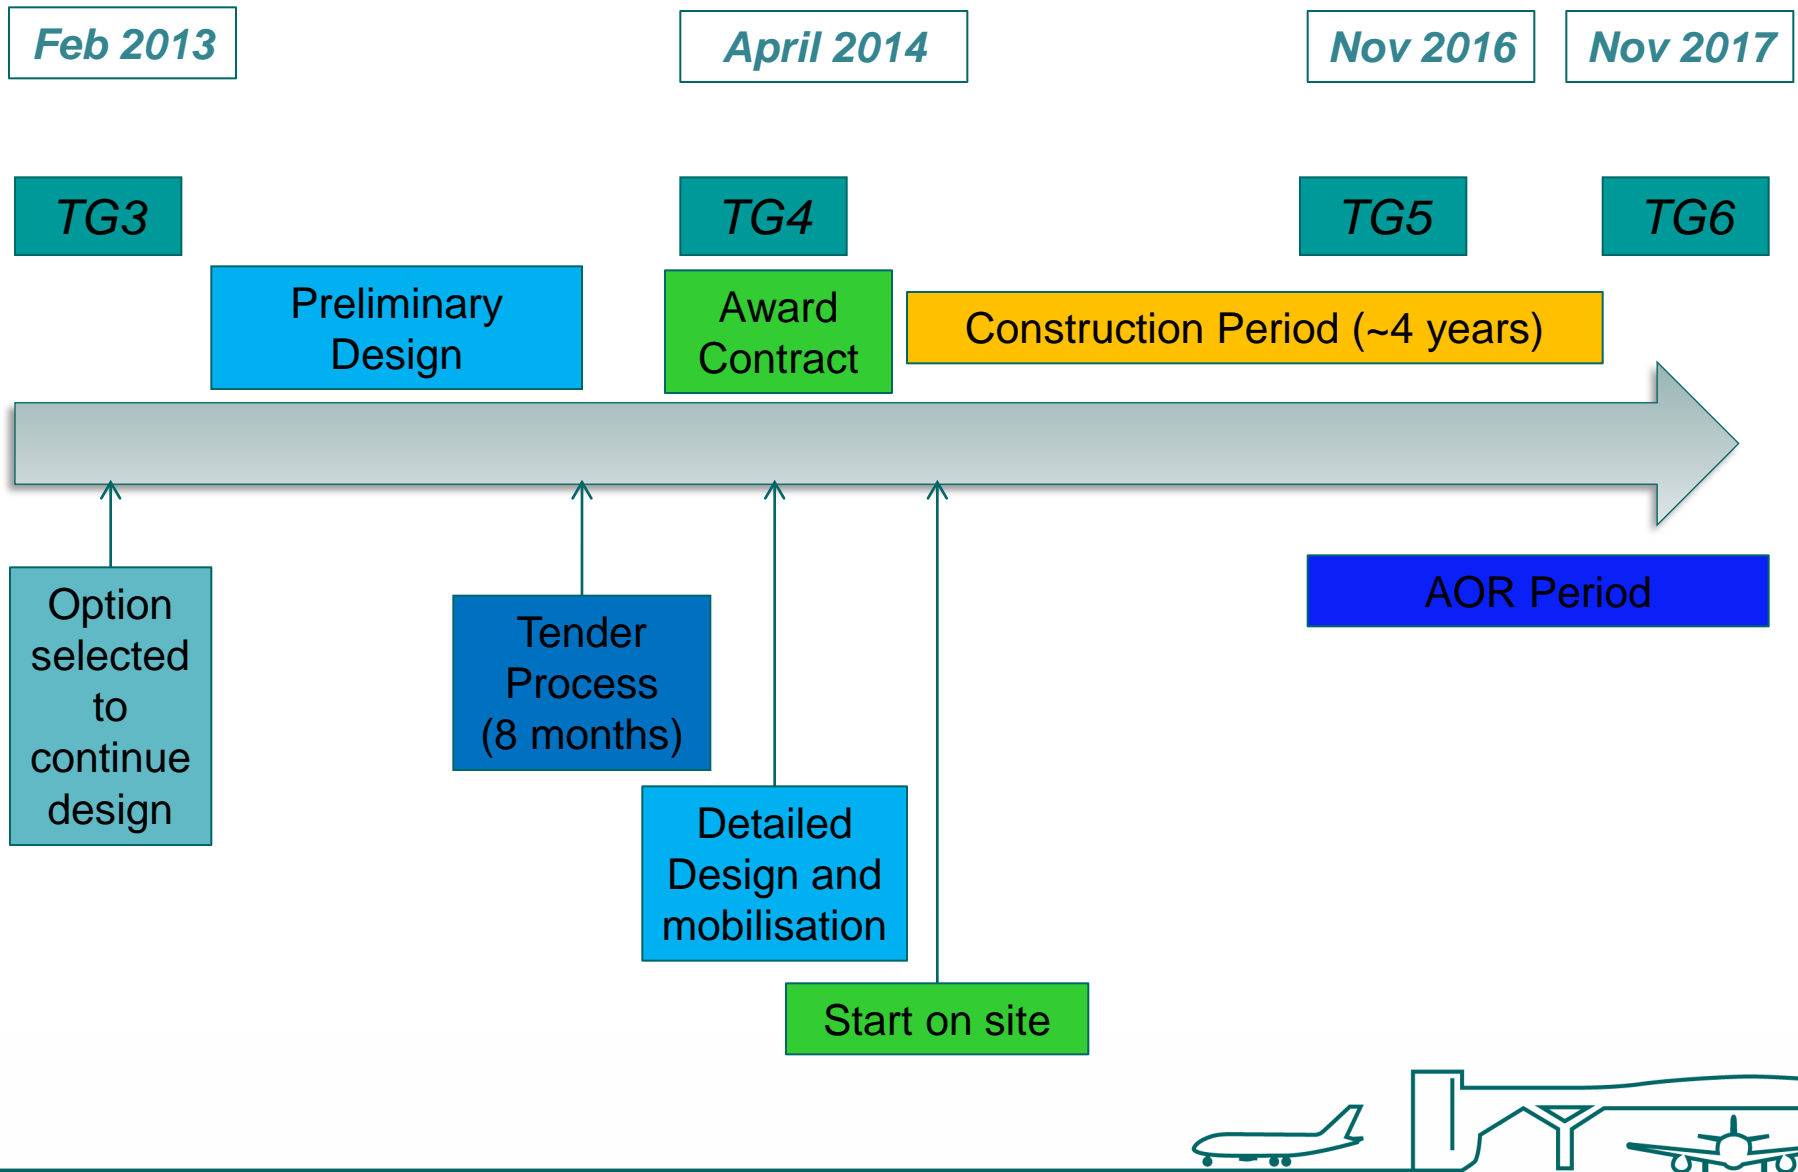 Feb 2013
April 2014
Nov 2016
Nov 2017
TG3
TG4
TG5
TG6
Preliminary
Design
Award
Contract
Construction Period (~4 years)
Option
selected
to
continue
design
Tender
Process
(8 months)
AOR Period
Detailed
Design and
mobilisation
Start on site